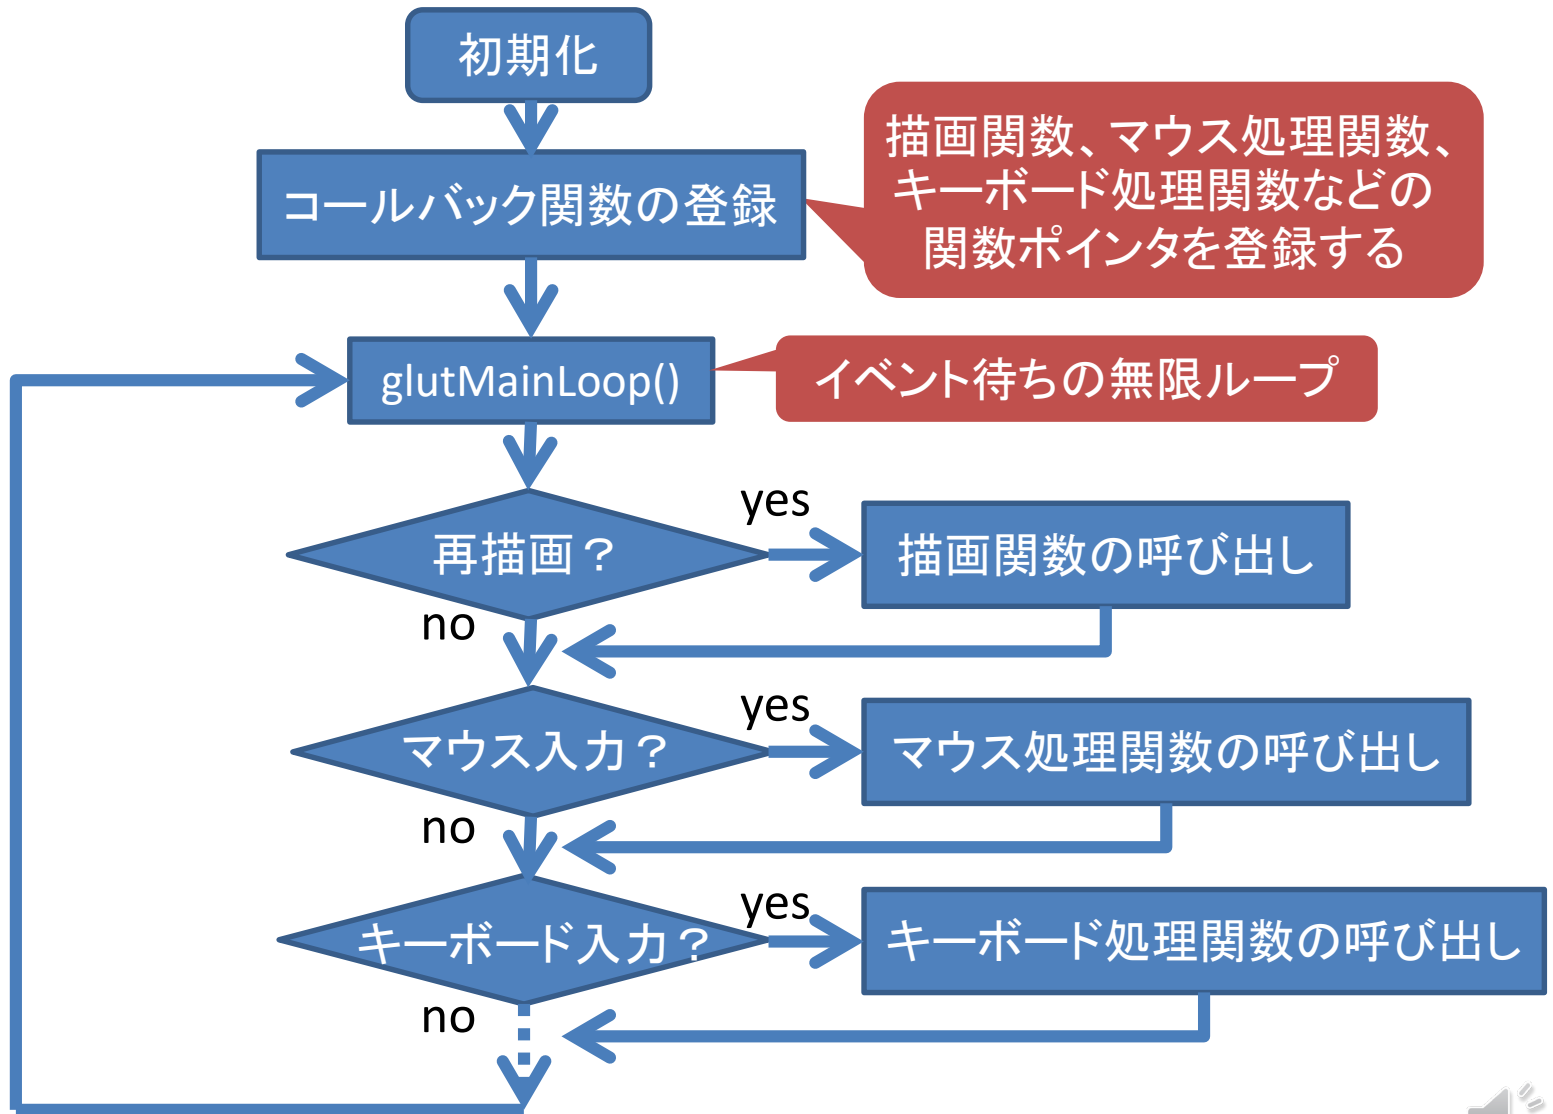 初期化
コールバック関数の登録
描画関数、マウス処理関数、
キーボード処理関数などの
関数ポインタを登録する
glutMainLoop()
イベント待ちの無限ループ
再描画？
yes
描画関数の呼び出し
no
マウス入力？
yes
マウス処理関数の呼び出し
no
キーボード入力？
yes
キーボード処理関数の呼び出し
no